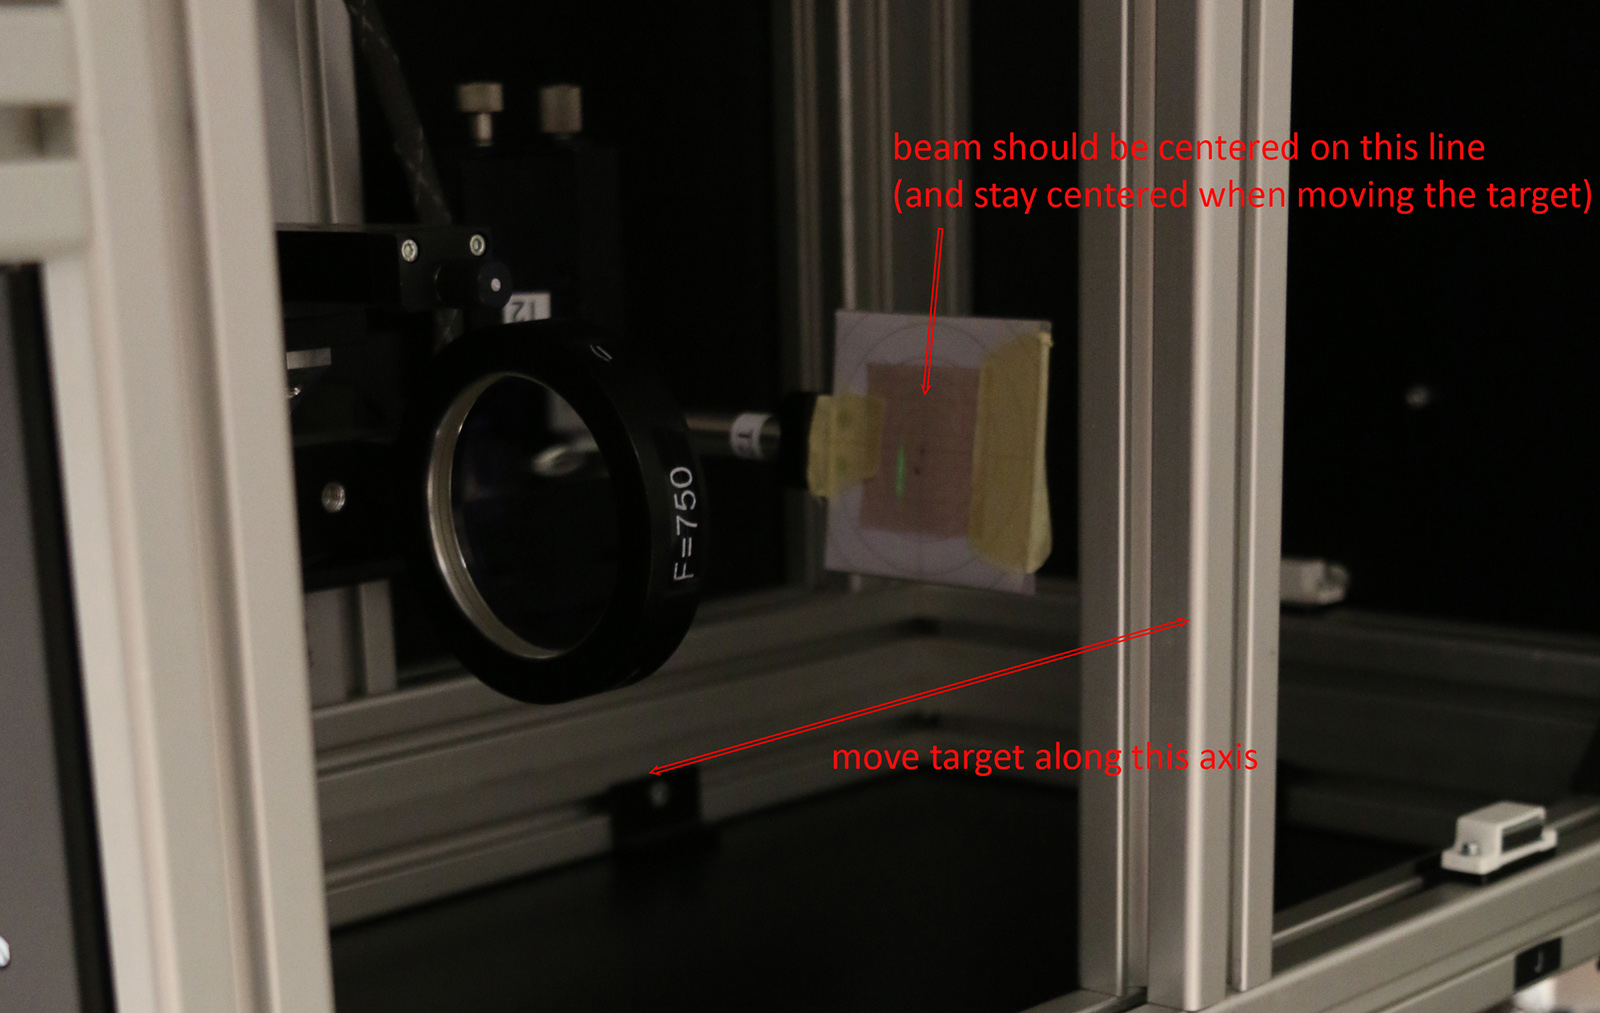 beam should be centered on this line
(and stay centered when moving the target)
12
F=750
move target along this axis